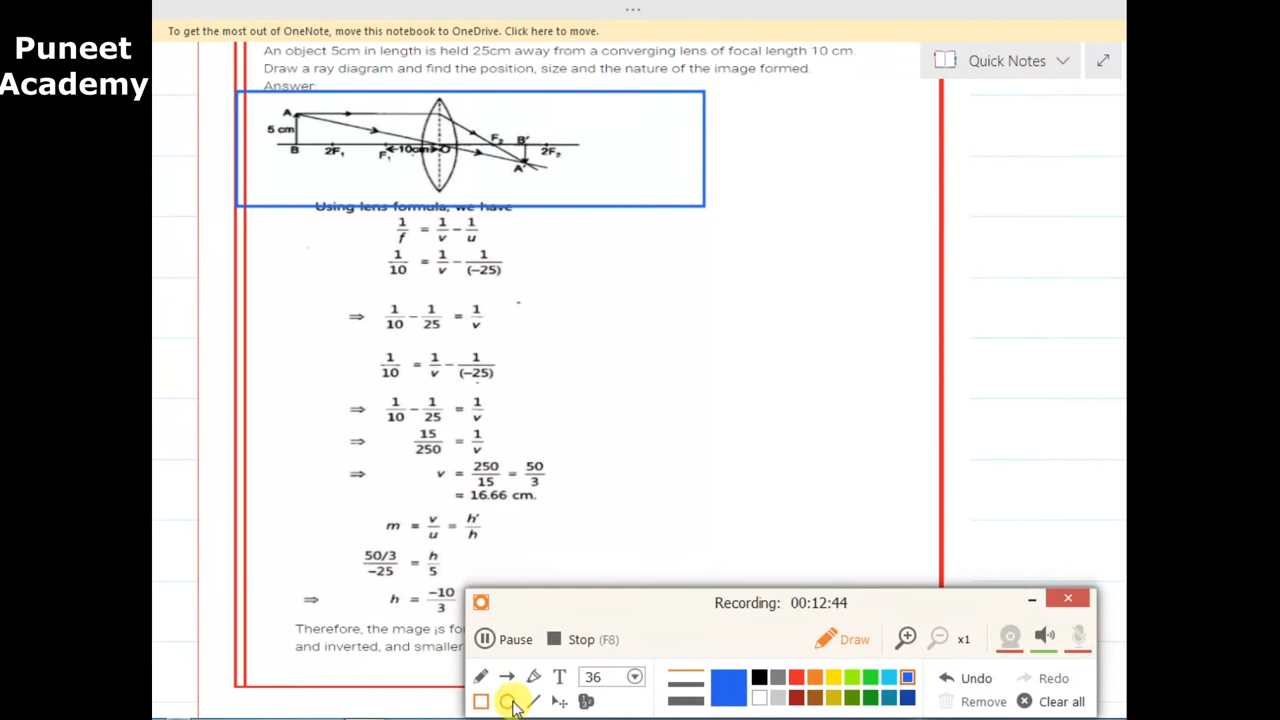 Puneet
Academy
To get the most out of OneNote, move this notebook to OneDrive. Click here to move.
Quick Notes
An object 5cm in length is held 25cm away from a converging lens of focal length 10 cm.
Draw a ray diagram and find the position, size and the nature of the image formed.
Answer:
A
5 cm
B 2F₁ F₁ 10cm O F₂ B' 2F₂
A'
Using lens formula, we have
1/f = 1/v − 1/u
1/10 = 1/v − 1/(−25)
⇒ 1/10 − 1/25 = 1/v
1/10 = 1/v − 1/(−25)
⇒ 1/10 − 1/25 = 1/v
⇒ 15/250 = 1/v
⇒ v = 250/15 = 50/3
= 16.66 cm.
m = v/u = h'/h
50/3/−25 = h/5
⇒ h = −10/3
Therefore, the mage is fo
and inverted, and smaller
Recording: 00:12:44
Pause Stop (F8) Draw x1
T 36 Undo Redo
Remove Clear all